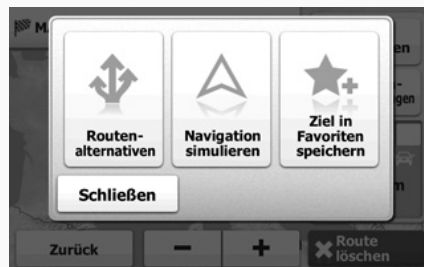 Routen-
alternativen
Navigation
simulieren
Ziel in
Favoriten
speichern
Schließen
Zurück
Route
löschen